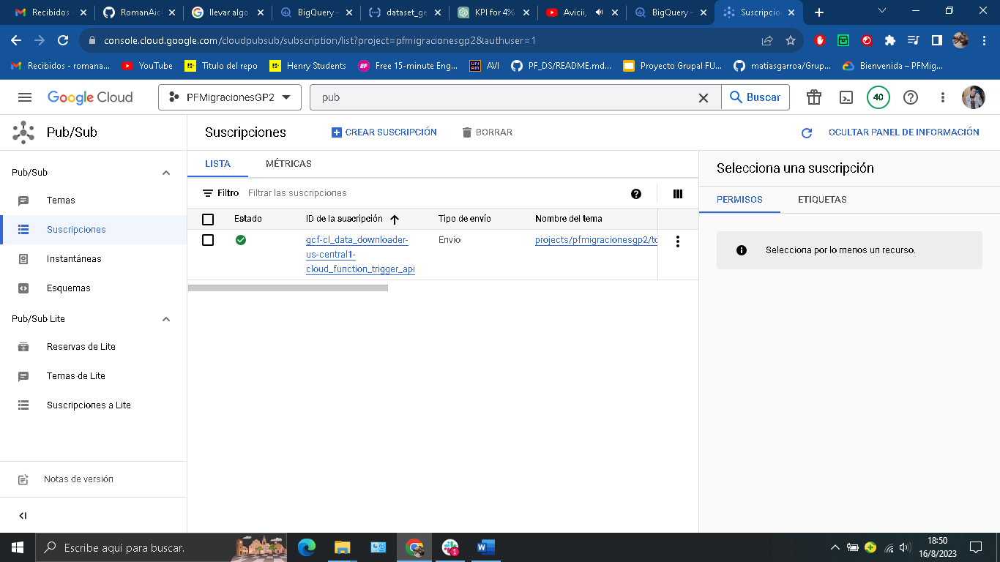 Recibidos -
RomanAic
llevar algo
BigQuery -
dataset_ge
KPI for 4%
Avicii,
BigQuery -
Suscripcio
console.cloud.google.com/cloudpubsub/subscription/list?project=pfmigracionesgp2&authuser=1
Recibidos - romana...
YouTube
Titulo del repo
Henry Students
EF
Free 15-minute Eng...
UN
AM
AVI
PF_DS/README.md...
Proyecto Grupal FU...
matiasgarroa/Grup...
Bienvenida – PFMig...
Google Cloud
PFMigracionesGP2
pub
Buscar
40
Pub/Sub
Suscripciones
CREAR SUSCRIPCIÓN
BORRAR
OCULTAR PANEL DE INFORMACIÓN
Pub/Sub
Temas
Suscripciones
Instantáneas
Esquemas
Pub/Sub Lite
Reservas de Lite
Temas de Lite
Suscripciones a Lite
Notas de versión
LISTA
MÉTRICAS
Filtro
Filtrar las suscripciones
Estado
ID de la suscripción
Tipo de envío
Nombre del tema
gcf-cl_data_downloader-
us-central1-
cloud_function_trigger_api
Envío
projects/pfmigracionesgp2/to
Selecciona una suscripción
PERMISOS
ETIQUETAS
Selecciona por lo menos un recurso.
Escribe aquí para buscar.
1
18:50
16/8/2023